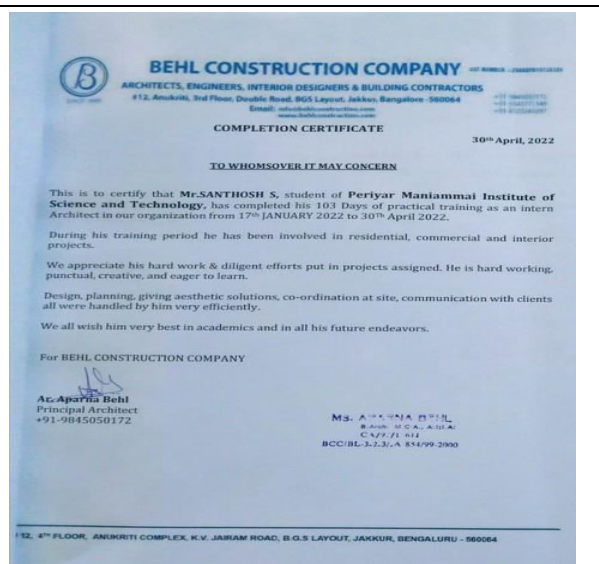 B
BEHL CONSTRUCTION COMPANY
ARCHITECTS, ENGINEERS, INTERIOR DESIGNERS & BUILDING CONTRACTORS
#12, Anukriti, 3rd Floor, Double Road, BGS Layout, Jakkur, Bangalore 560064
Email:
COMPLETION CERTIFICATE
30th April, 2022
TO WHOMSOVER IT MAY CONCERN
This is to certify that Mr.SANTHOSH S, student of Periyar Maniammai Institute of
Science and Technology, has completed his 103 Days of practical training as an intern
Architect in our organization from 17th JANUARY 2022 to 30Th April 2022.
During his training period he has been involved in residential, commercial and interior
projects.
We appreciate his hard work & diligent efforts put in projects assigned. He is hard working,
punctual, creative, and eager to learn.
Design, planning, giving aesthetic solutions, co-ordination at site, communication with clients
all were handled by him very efficiently.
We all wish him very best in academics and in all his future endeavors.
For BEHL CONSTRUCTION COMPANY
Ar.Aparna Behl
Principal Architect
+91-9845050172
MS. APARNA BEHL
12, 4TH FLOOR, ANUKRITI COMPLEX, K.V. JAIRAM ROAD, B.G.S LAYOUT, JAKKUR, BENGALURU - 560064